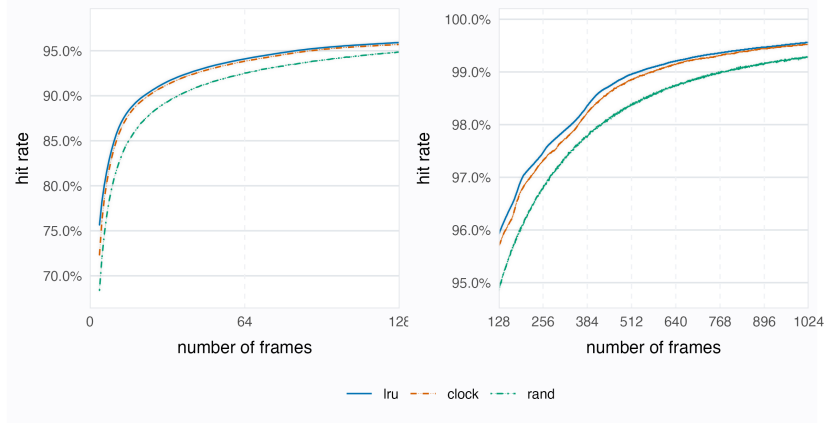 100.0%
95.0%
99.0%
90.0%
98.0%
85.0%
hit rate
hit rate
80.0%
97.0%
75.0%
96.0%
70.0%
95.0%
0 64 128
128 256 384 512 640 768 896 1024
number of frames
number of frames
lru clock rand